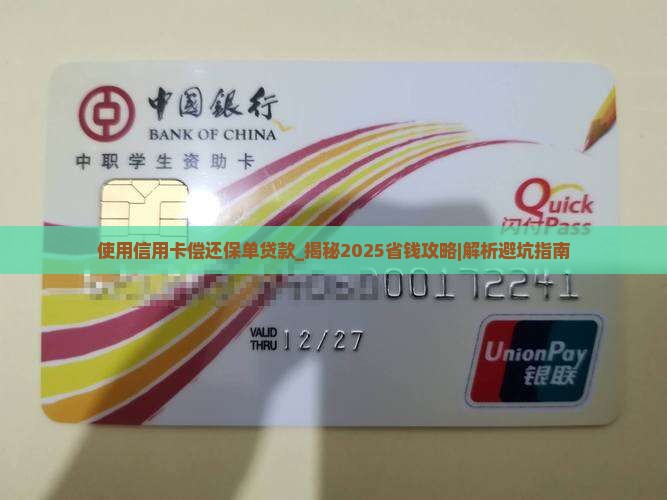 中国银行
BANK OF CHINA
中职学生资助卡
Quick
闪付Pass
使用信用卡偿还保单贷款_揭秘2025省钱攻略|解析避坑指南
00172241
VALID
THRU 12/27
UnionPay
银联